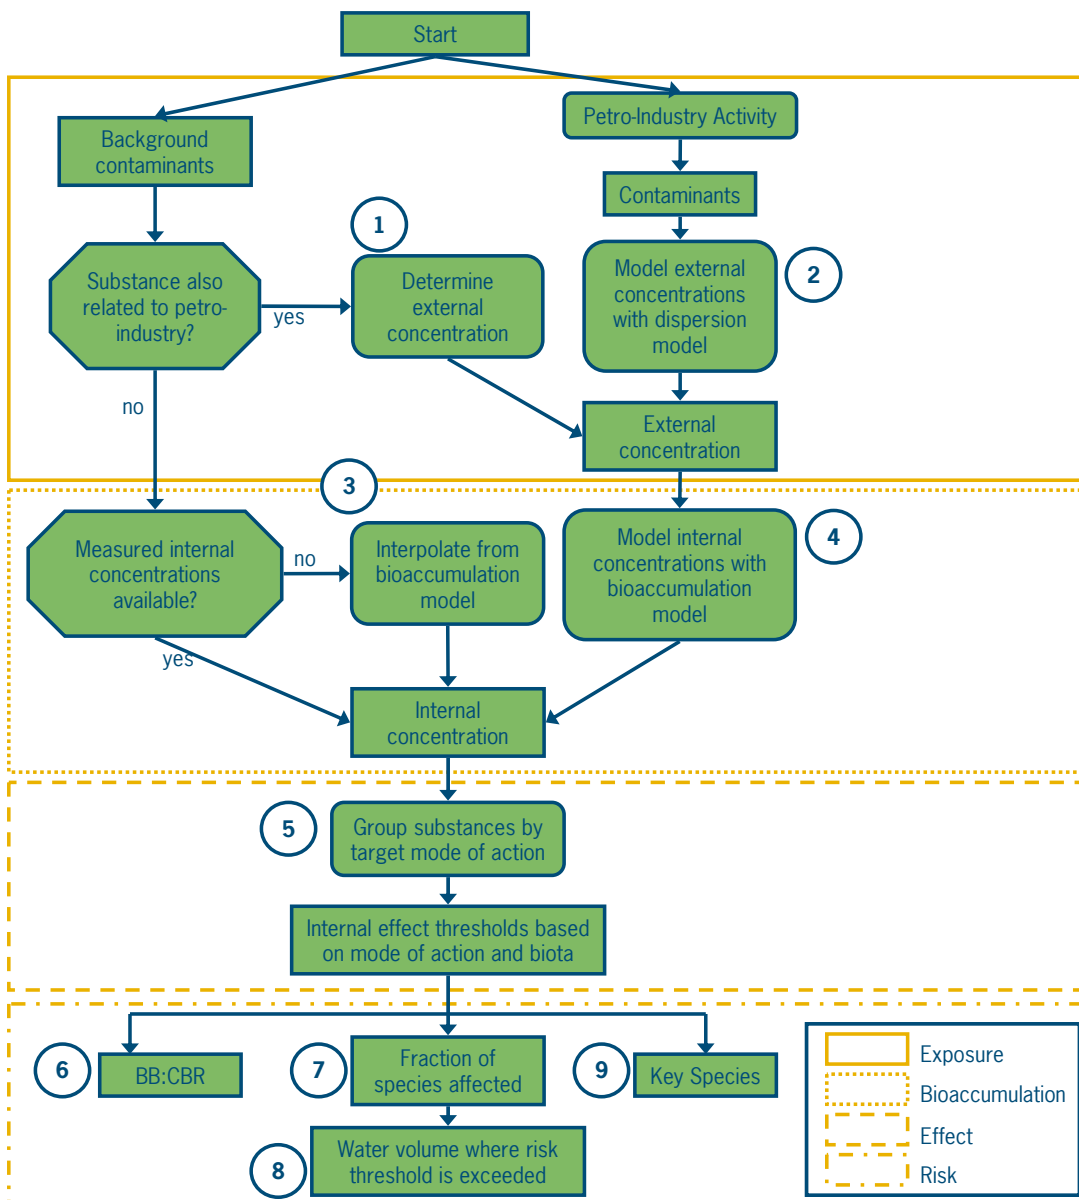 Start
Background
contaminants
Petro-Industry Activity
Contaminants
1
Substance also
related to petro-
industry?
yes
Determine
external
concentration
Model external
concentrations
with dispersion
model
2
no
External
concentration
3
Measured internal
concentrations
available?
no
Interpolate from
bioaccumulation
model
Model internal
concentrations with
bioaccumulation
model
4
yes
Internal
concentration
5
Group substances by
target mode of action
Internal effect thresholds based
on mode of action and biota
6
BB:CBR
7
Fraction of
species affected
9
Key Species
8
Water volume where risk
threshold is exceeded
Exposure
Bioaccumulation
Effect
Risk